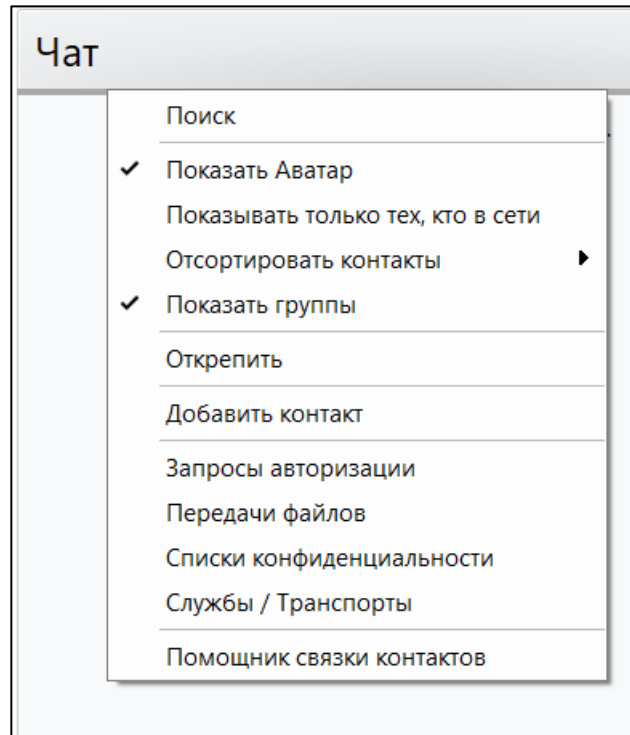 Чат
Поиск
Показать Аватар
Показывать только тех, кто в сети
Отсортировать контакты
Показать группы
Открепить
Добавить контакт
Запросы авторизации
Передачи файлов
Списки конфиденциальности
Службы / Транспорты
Помощник связки контактов